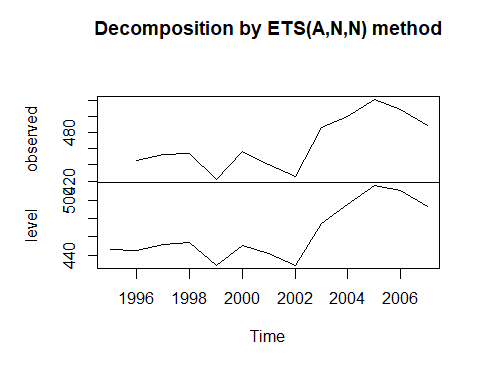 Decomposition by ETS(A,N,N) method
observed
480
420
level
500
440
1996 1998 2000 2002 2004 2006
Time